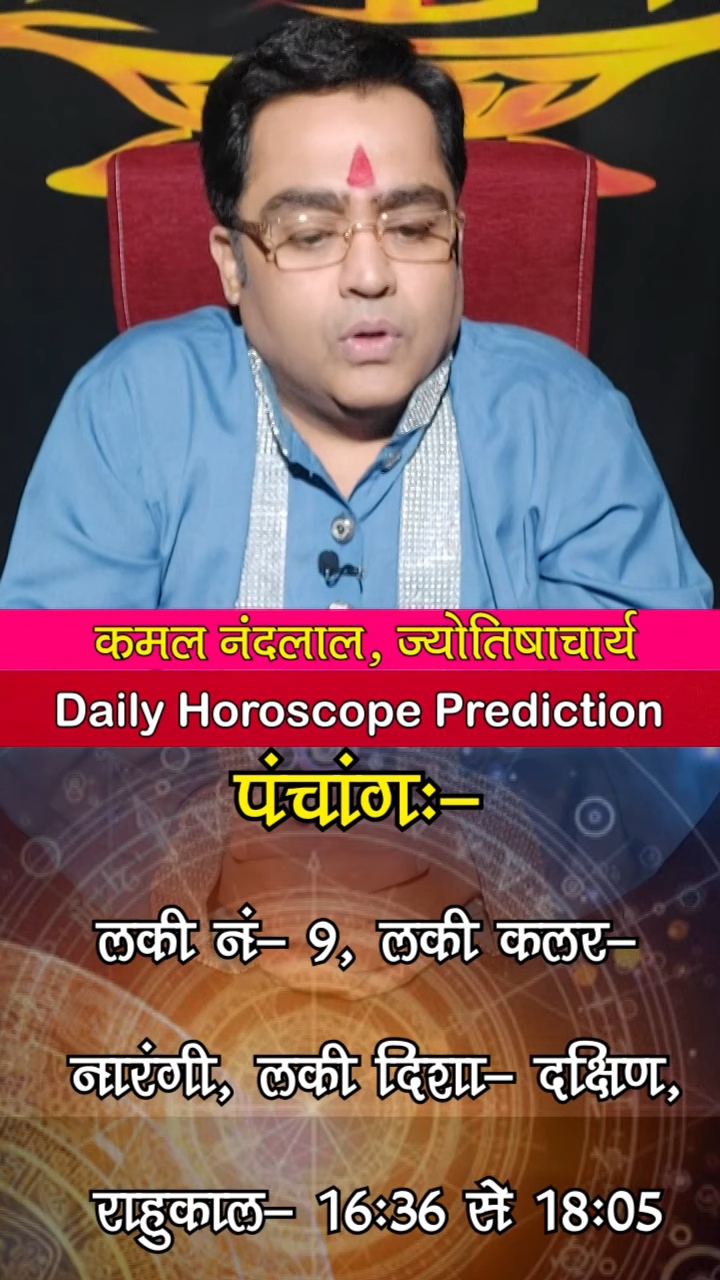 कमल नंदलाल, ज्योतिषाचार्य
Daily Horoscope Prediction
पंचांगः–
लकी नं– 9, लकी कलर–
नारंगी, लकी दिशा– दक्षिण,
राहुकाल– 16:36 से 18:05